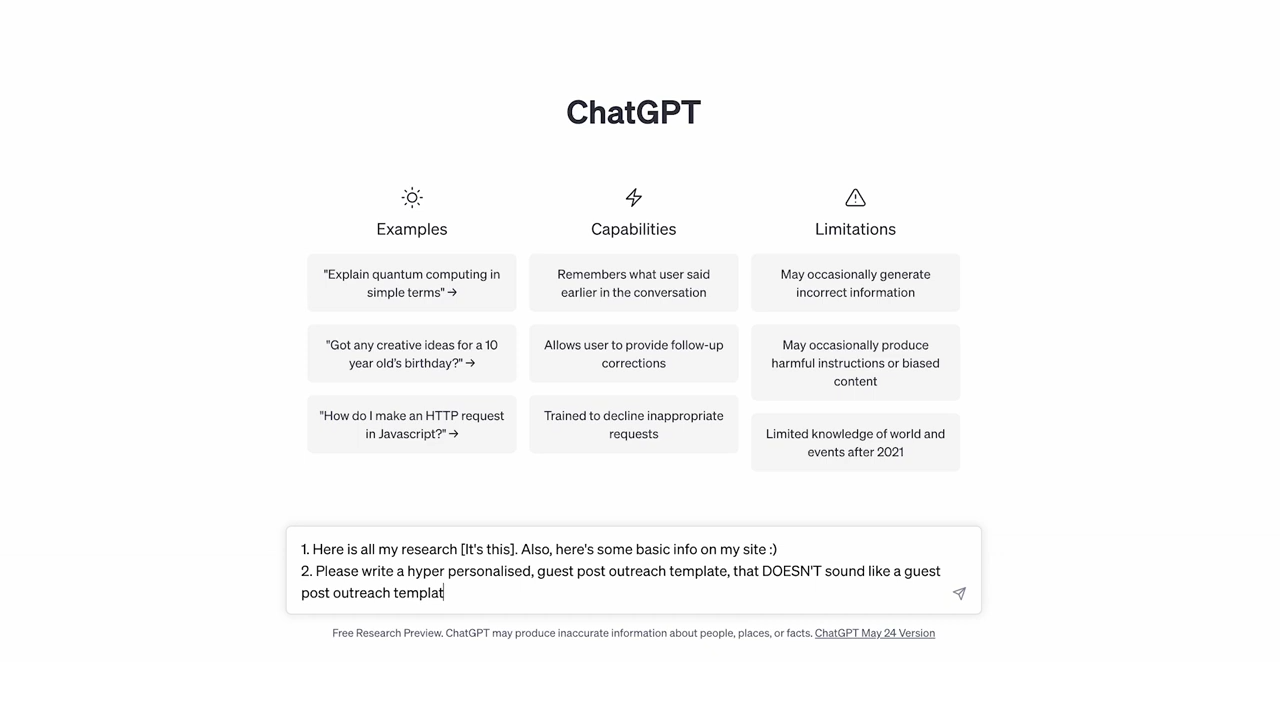 ChatGPT
Examples
Capabilities
Limitations
"Explain quantum computing in
simple terms" →
Remembers what user said
earlier in the conversation
May occasionally generate
incorrect information
"Got any creative ideas for a 10
year old's birthday?" →
Allows user to provide follow-up
corrections
May occasionally produce
harmful instructions or biased
content
"How do I make an HTTP request
in Javascript?" →
Trained to decline inappropriate
requests
Limited knowledge of world and
events after 2021
1. Here is all my research [It's this]. Also, here's some basic info on my site :)
2. Please write a hyper personalised, guest post outreach template, that DOESN'T sound like a guest
post outreach templat
Free Research Preview. ChatGPT may produce inaccurate information about people, places, or facts. ChatGPT May 24 Version